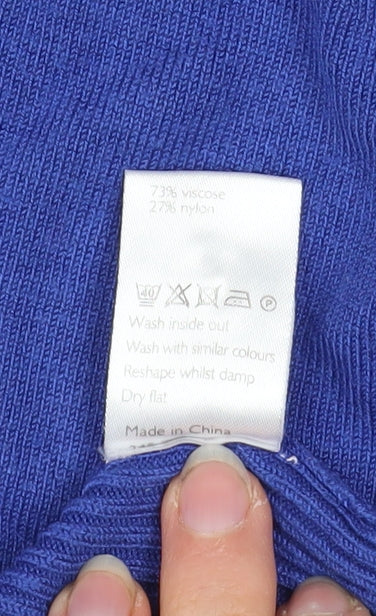 73% viscose
27% nylon
40 P
Wash inside out
Wash with similar colours
Reshape whilst damp
Dry flat
Made in China